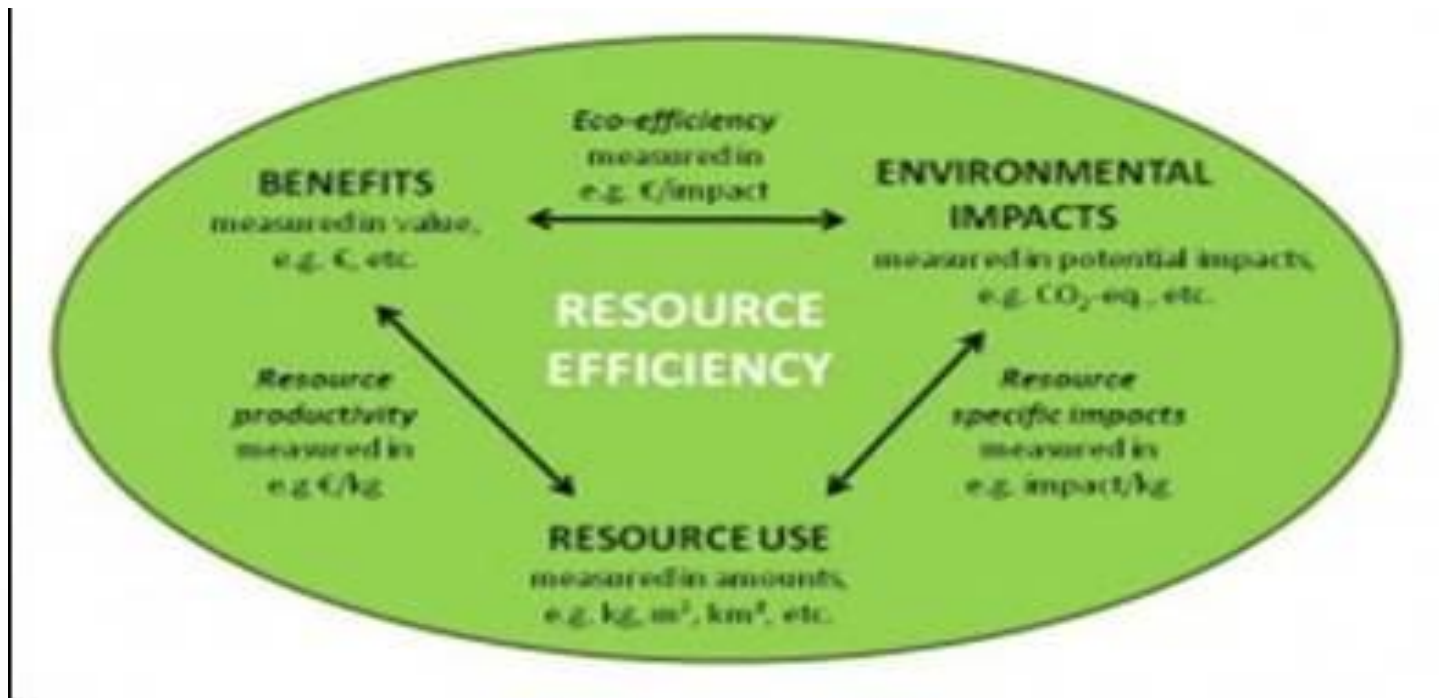 Eco-efficiency
measured in
e.g. €/impact
BENEFITS
measured in value,
e.g. €, etc.
ENVIRONMENTAL
IMPACTS
measured in potential impacts,
e.g. CO₂-eq., etc.
RESOURCE
EFFICIENCY
Resource
productivity
measured in
e.g €/kg
Resource
specific impacts
measured in
e.g. impact/kg
RESOURCE USE
measured in amounts,
e.g. kg, etc.